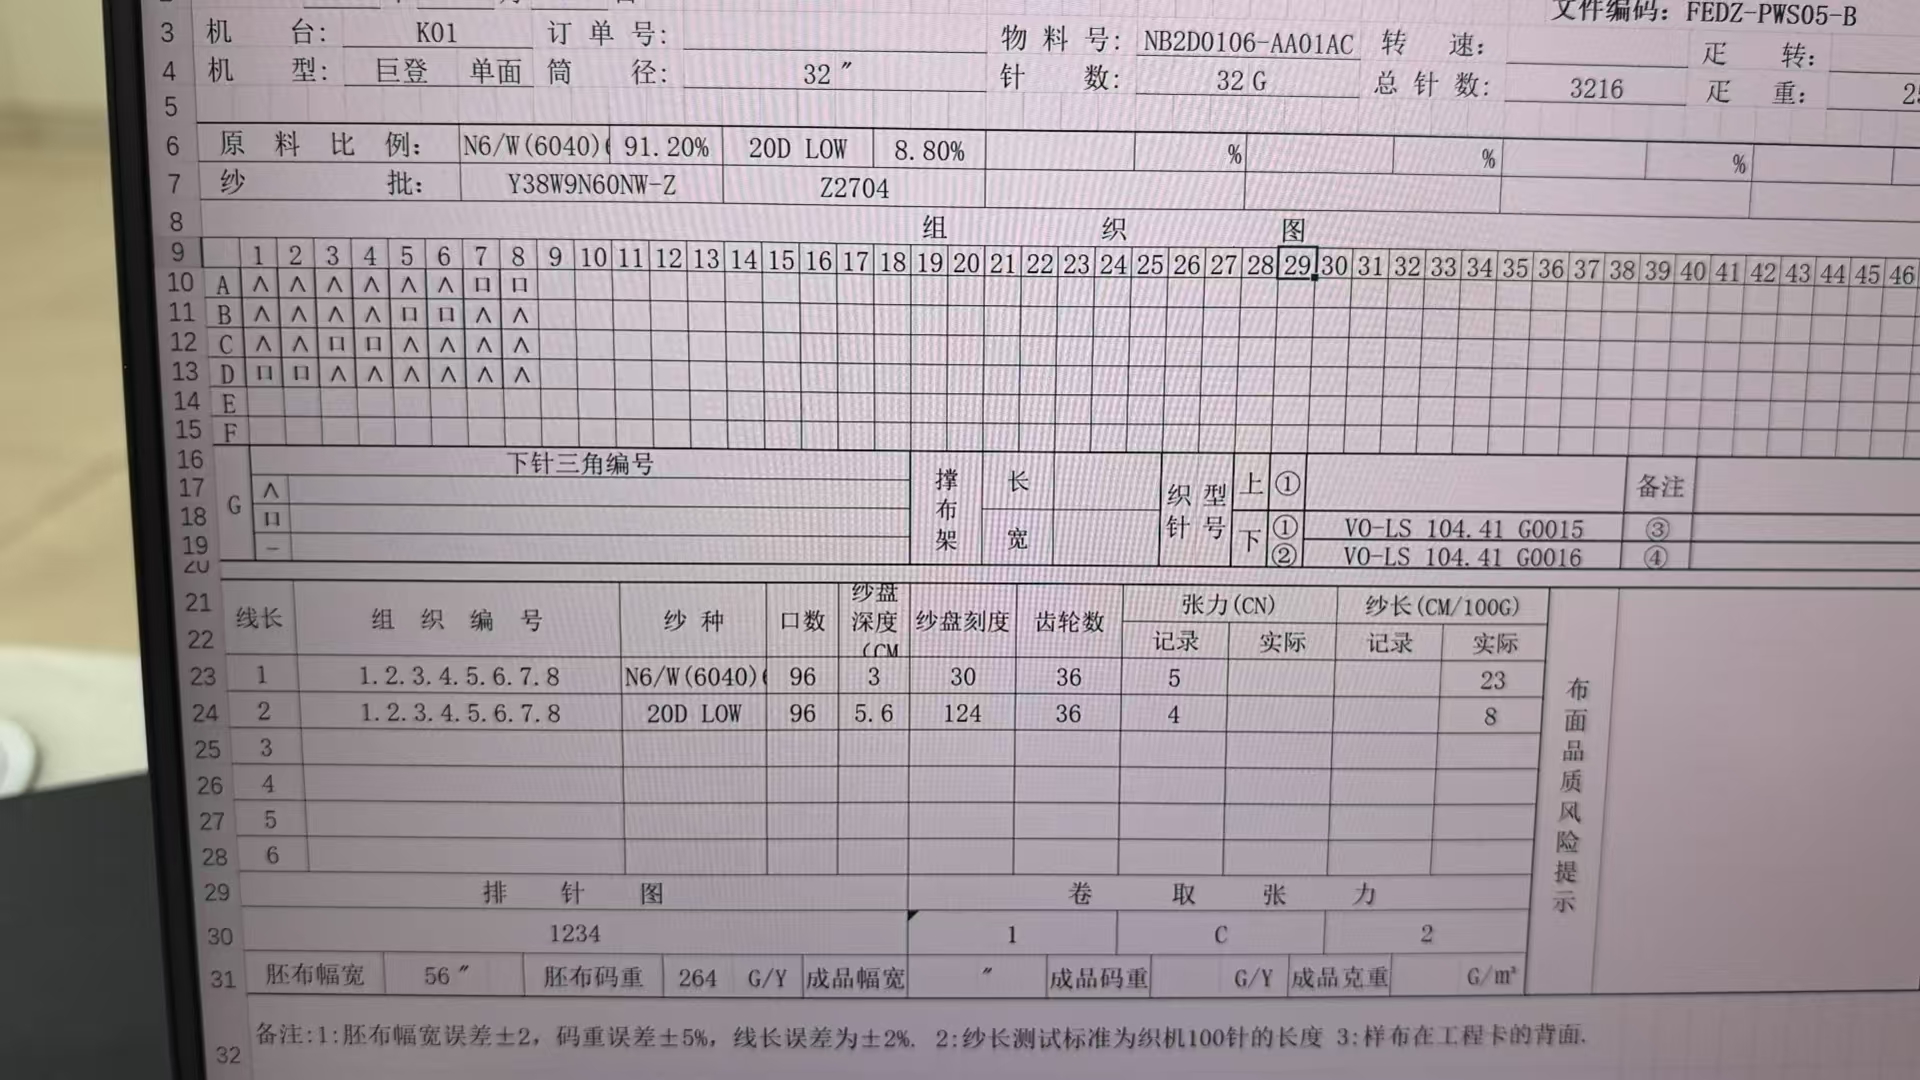 文件编码: FEDZ-PWS05-B
3 机 台: K01 订 单 号: 物 料 号: NB2D0106-AA01AC 转 速: 疋 转:
4 机 型: 巨登 单面 筒 径: 32" 针 数: 32G 总 针 数: 3216 疋 重:
5
6 原 料 比 例: N6/W(6040) 91.20% 20D LOW 8.80% % % %
7 纱 批: Y38W9N60NW-Z Z2704
8 组 织 图
9 1 2 3 4 5 6 7 8 9 10 11 12 13 14 15 16 17 18 19 20 21 22 23 24 25 26 27 28 29 30 31 32 33 34 35 36 37 38 39 40 41 42 43 44 45 46
10 A ∧ ∧ ∧ ∧ ∧ ∧ ロ ロ
11 B ∧ ∧ ∧ ∧ ロ ロ ∧ ∧
12 C ∧ ∧ ロ ロ ∧ ∧ ∧ ∧
13 D ロ ロ ∧ ∧ ∧ ∧ ∧ ∧
14 E
15 F
16 G 下针三角编号 撑布架 长 织针型号 上 ① 备注
17 ∧
18 ロ 宽 下 ① VO-LS 104.41 G0015 ③
19 － ② VO-LS 104.41 G0016 ④
20
21 线长 组 织 编 号 纱 种 口数 纱盘深度(CM 纱盘刻度 齿轮数 张力(CN) 纱长(CM/100G) 布面品质风险提示
22 记录 实际 记录 实际
23 1 1.2.3.4.5.6.7.8 N6/W(6040) 96 3 30 36 5 23
24 2 1.2.3.4.5.6.7.8 20D LOW 96 5.6 124 36 4 8
25 3
26 4
27 5
28 6
29 排 针 图 卷 取 张 力
30 1234 1 C 2
31 胚布幅宽 56" 胚布码重 264 G/Y 成品幅宽 " 成品码重 G/Y 成品克重 G/m²
32 备注:1:胚布幅宽误差±2, 码重误差±5%, 线长误差为±2%. 2:纱长测试标准为织机100针的长度 3:样布在工程卡的背面.